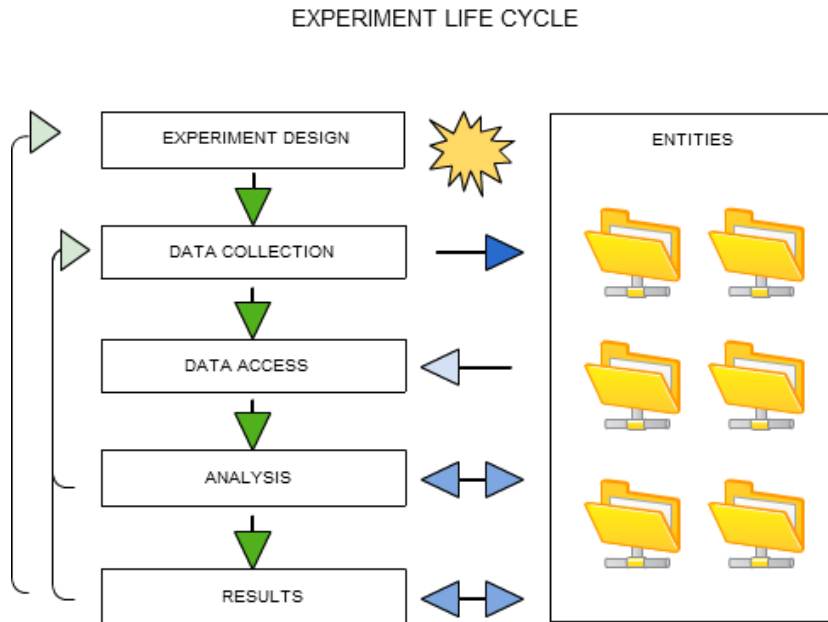 EXPERIMENT LIFE CYCLE
EXPERIMENT DESIGN
ENTITIES
DATA COLLECTION
DATA ACCESS
ANALYSIS
RESULTS